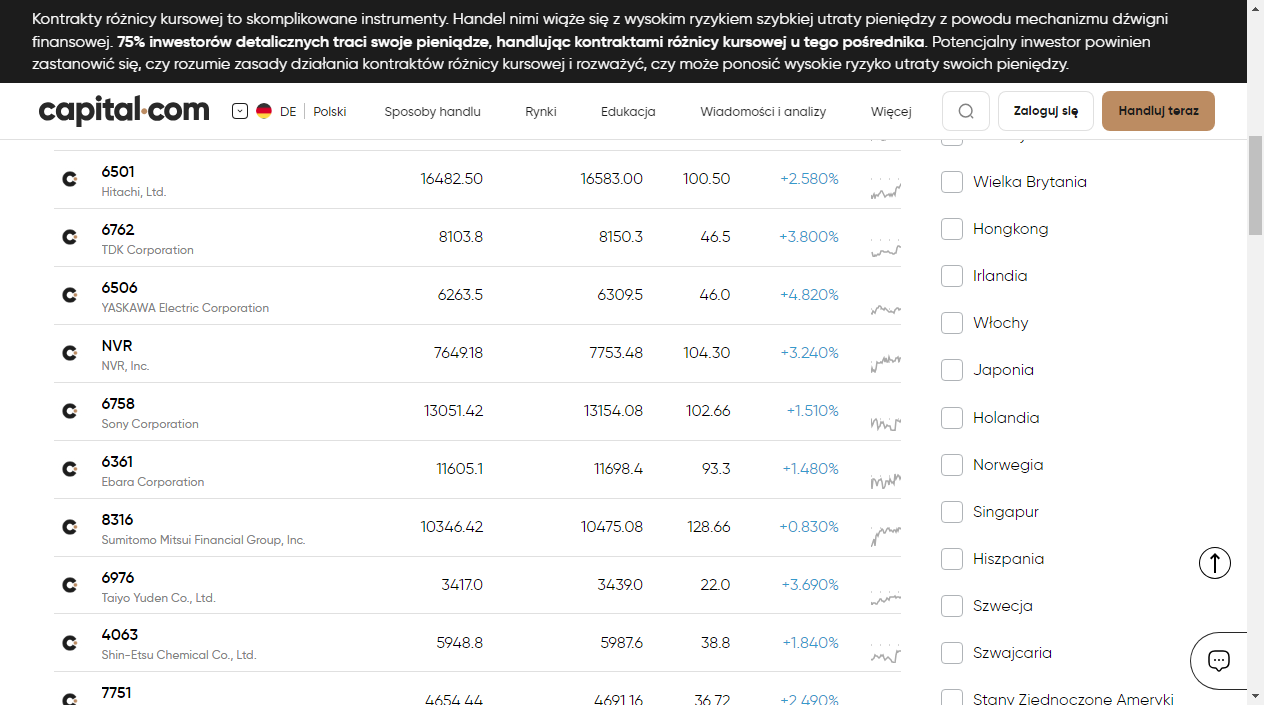 Kontrakty różnicy kursowej to skomplikowane instrumenty. Handel nimi wiąże się z wysokim ryzykiem szybkiej utraty pieniędzy z powodu mechanizmu dźwigni
finansowej. 75% inwestorów detalicznych traci swoje pieniądze, handlując kontraktami różnicy kursowej u tego pośrednika. Potencjalny inwestor powinien
zastanowić się, czy rozumie zasady działania kontraktów różnicy kursowej i rozważyć, czy może ponosić wysokie ryzyko utraty swoich pieniędzy.
capital.com DE Polski Sposoby handlu Rynki Edukacja Wiadomości i analizy Więcej Zaloguj się Handluj teraz
6501 16482.50 16583.00 100.50 +2.580%
Hitachi, Ltd.
6762 8103.8 8150.3 46.5 +3.800%
TDK Corporation
6506 6263.5 6309.5 46.0 +4.820%
YASKAWA Electric Corporation
NVR 7649.18 7753.48 104.30 +3.240%
NVR, Inc.
6758 13051.42 13154.08 102.66 +1.510%
Sony Corporation
6361 11605.1 11698.4 93.3 +1.480%
Ebara Corporation
8316 10346.42 10475.08 128.66 +0.830%
Sumitomo Mitsui Financial Group, Inc.
6976 3417.0 3439.0 22.0 +3.690%
Taiyo Yuden Co., Ltd.
4063 5948.8 5987.6 38.8 +1.840%
Shin-Etsu Chemical Co., Ltd.
7751 4654.44 4691.16 36.72 +2.490%
Wielka Brytania
Hongkong
Irlandia
Włochy
Japonia
Holandia
Norwegia
Singapur
Hiszpania
Szwecja
Szwajcaria
Stany Zjednoczone Ameryki